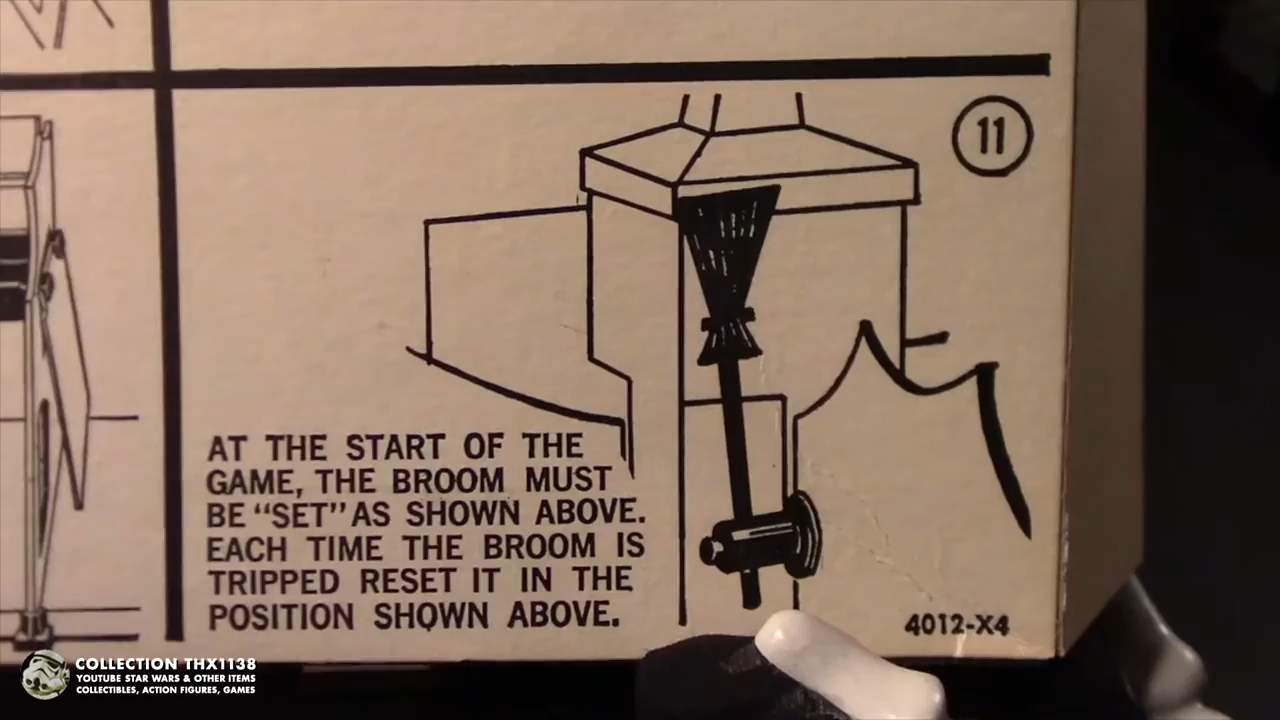 11
AT THE START OF THE
GAME, THE BROOM MUST
BE "SET" AS SHOWN ABOVE.
EACH TIME THE BROOM IS
TRIPPED RESET IT IN THE
POSITION SHOWN ABOVE.
4012-X4
COLLECTION THX1138
YOUTUBE STAR WARS & OTHER ITEMS
COLLECTIBLES, ACTION FIGURES, GAMES